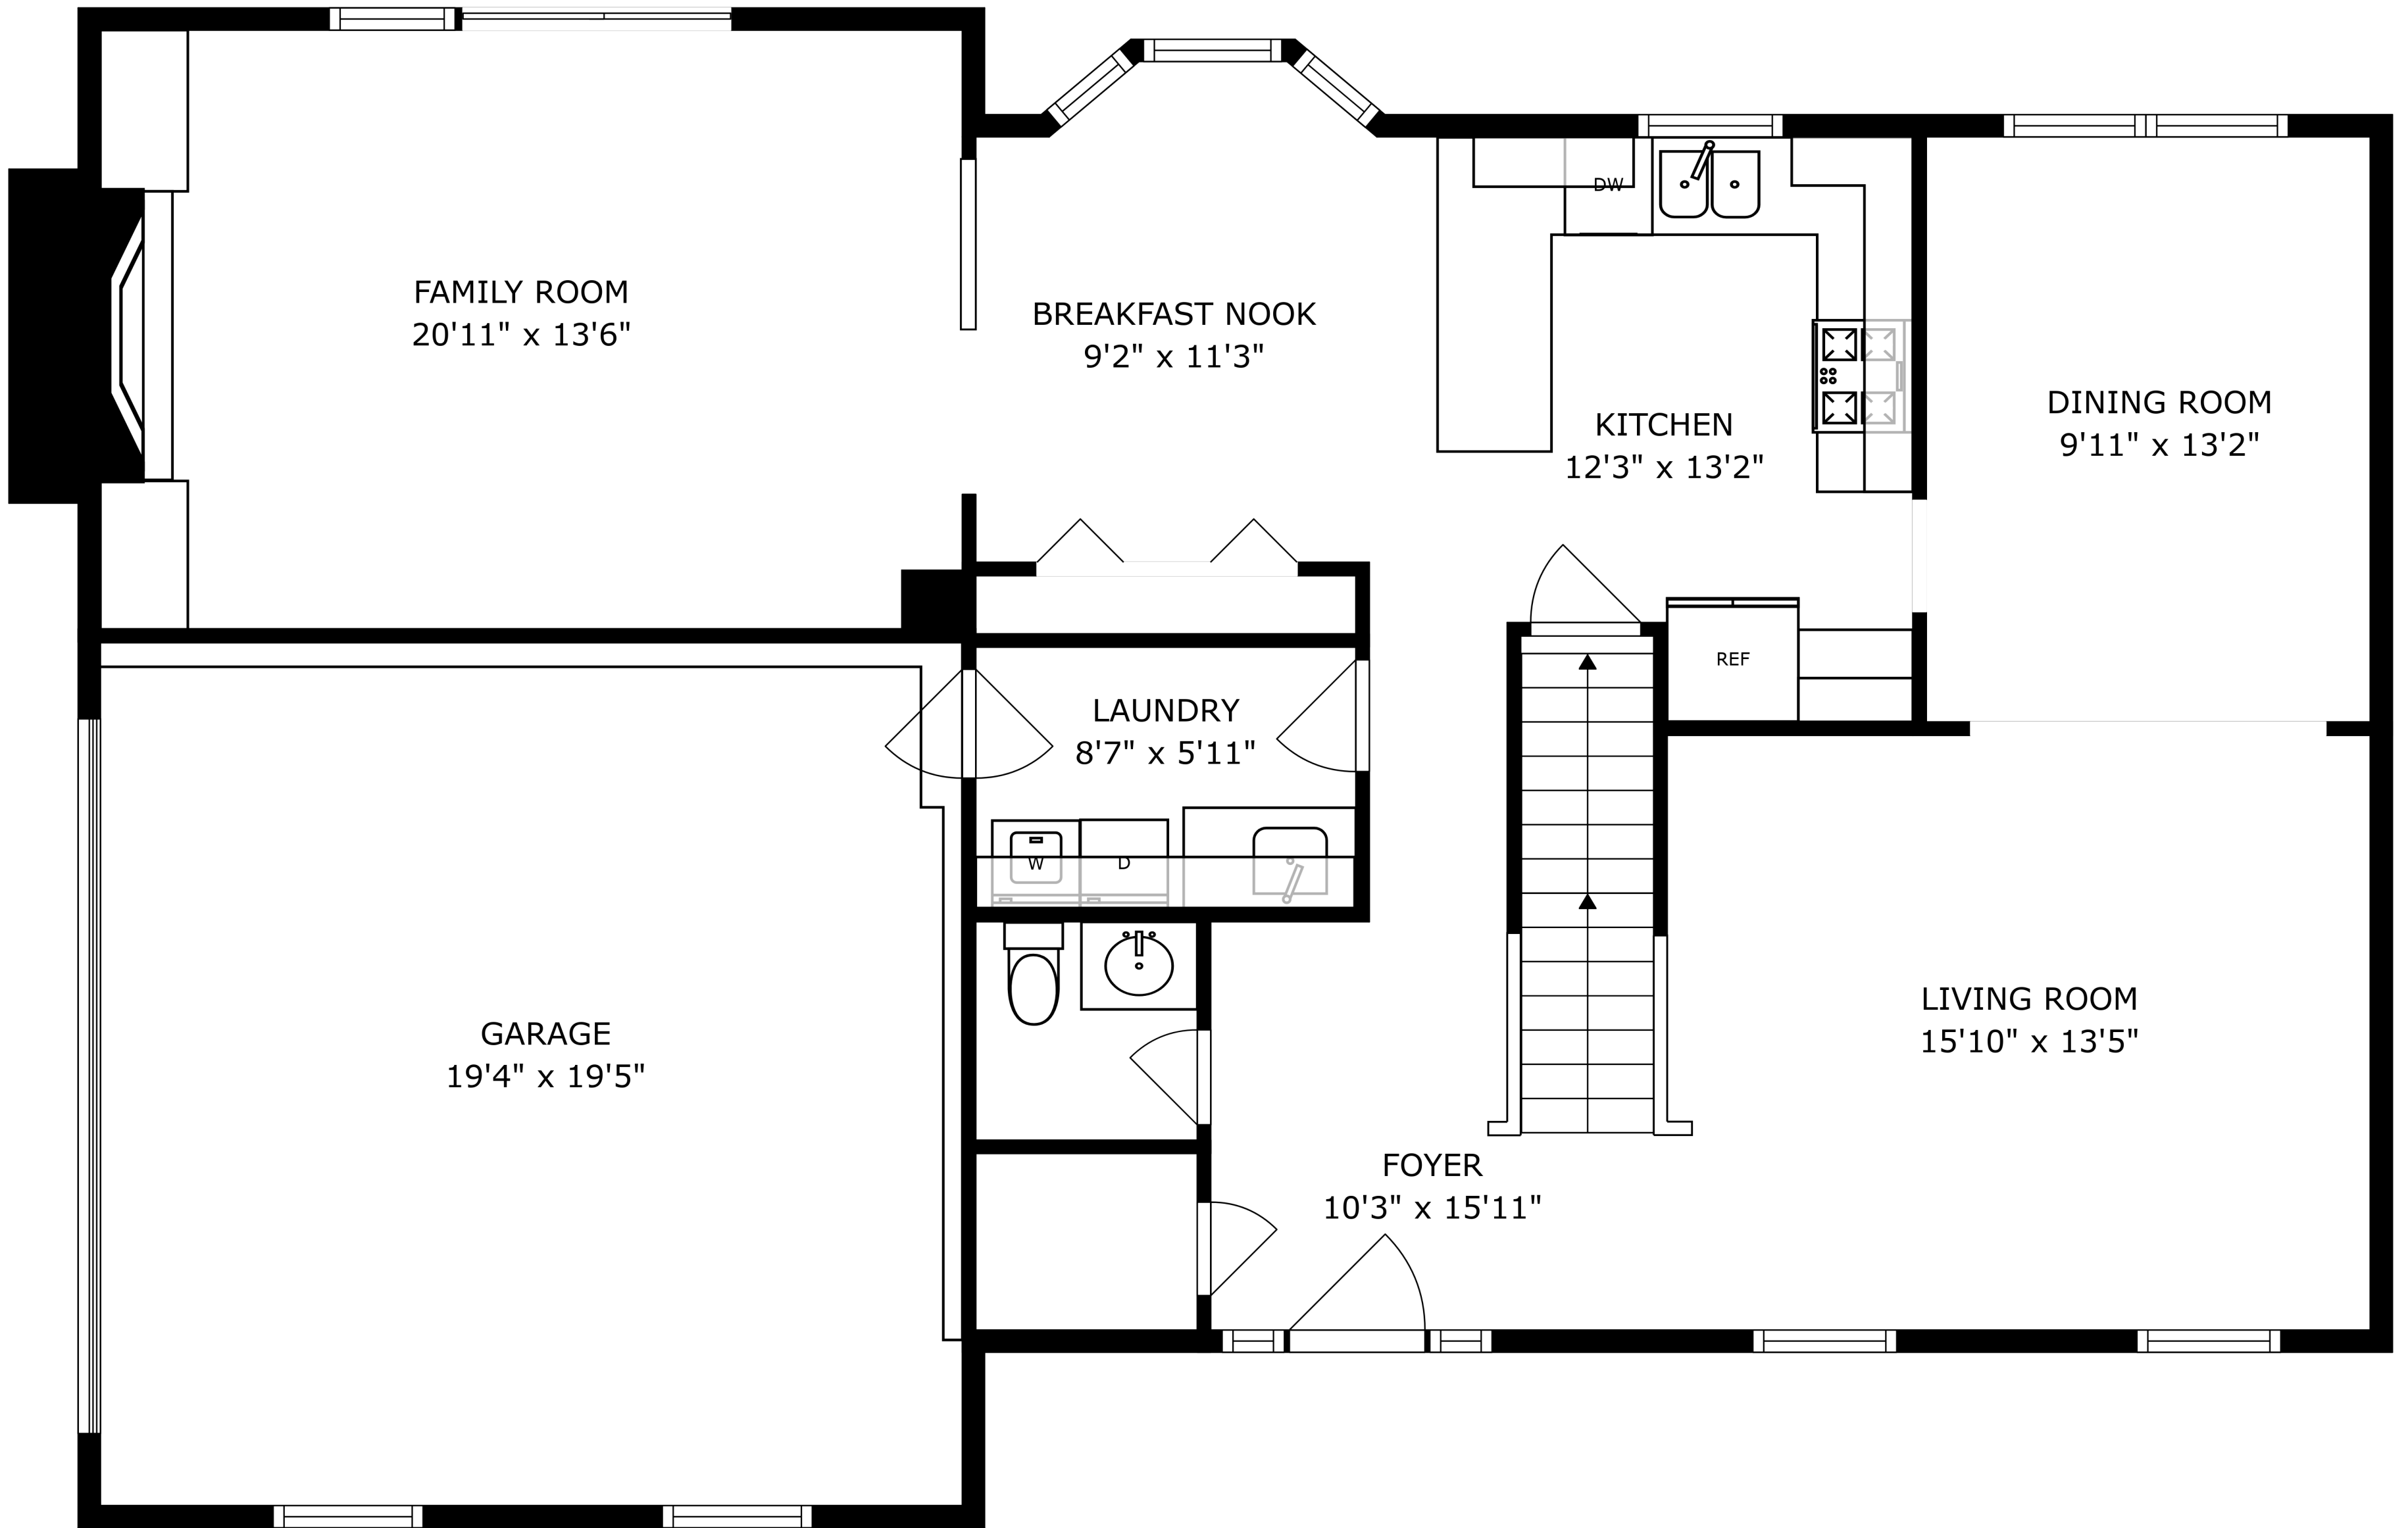 FAMILY ROOM
20'11" x 13'6"
BREAKFAST NOOK
9'2" x 11'3"
DW
KITCHEN
12'3" x 13'2"
DINING ROOM
9'11" x 13'2"
REF
LAUNDRY
8'7" x 5'11"
W
D
GARAGE
19'4" x 19'5"
LIVING ROOM
15'10" x 13'5"
FOYER
10'3" x 15'11"